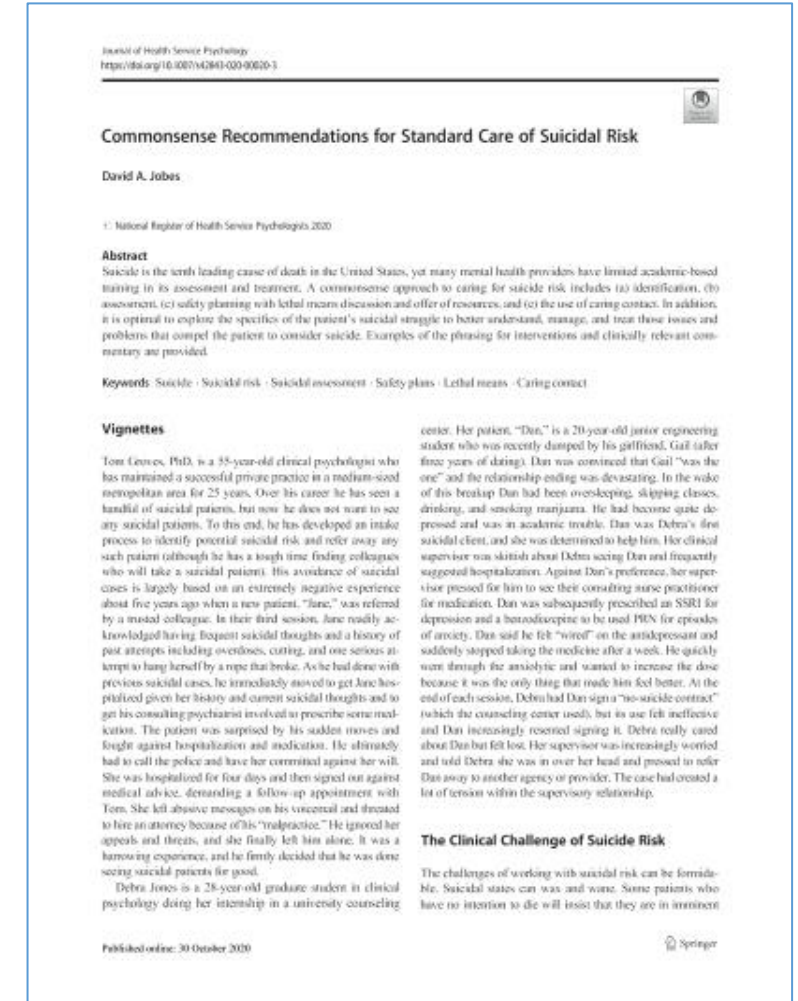 Journal of Health Service Psychology
https://doi.org/10.1007/s42843-020-00020-3
Commonsense Recommendations for Standard Care of Suicidal Risk
David A. Jobes
National Register of Health Service Psychologists 2020
Abstract
Suicide is the tenth leading cause of death in the United States, yet many mental health providers have limited academic-based
training in its assessment and treatment. A commonsense approach to caring for suicide risk includes (a) identification, (b)
assessment, (c) safety planning with lethal means discussion and offer of resources, and (c) the use of caring contact. In addition,
it is optimal to explore the specifics of the patient's suicidal struggle to better understand, manage, and treat those issues and
problems that compel the patient to consider suicide. Examples of the phrasing for interventions and clinically relevant com-
mentary are provided.
Keywords Suicide · Suicidal risk · Suicidal assessment · Safety plans · Lethal means · Caring contact
Vignettes
Tom Groves, PhD, is a 55-year-old clinical psychologist who
has maintained a successful private practice in a medium-sized
metropolitan area for 25 years. Over his career he has seen a
handful of suicidal patients, but now he does not want to see
any suicidal patients. To this end, he has developed an intake
process to identify potential suicidal risk and refer away any
such patient (although he has a tough time finding colleagues
who will take a suicidal patient). His avoidance of suicidal
cases is largely based on an extremely negative experience
about five years ago when a new patient, "Jane," was referred
by a trusted colleague. In their third session, Jane readily ac-
knowledged having frequent suicidal thoughts and a history of
past attempts including overdoses, cutting, and one serious at-
tempt to hang herself by a rope that broke. As he had done with
previous suicidal cases, he immediately moved to get Jane hos-
pitalized given her history and current suicidal thoughts and to
get his consulting psychiatrist involved to prescribe some med-
ication. The patient was surprised by his sudden moves and
fought against hospitalization and medication. He ultimately
had to call the police and have her committed against her will.
She was hospitalized for four days and then signed out against
medical advice, demanding a follow-up appointment with
Tom. She left abusive messages on his voicemail and threated
to hire an attorney because of his "malpractice." He ignored her
appeals and threats, and she finally left him alone. It was a
harrowing experience, and he firmly decided that he was done
seeing suicidal patients for good.
Debra Jones is a 28-year-old graduate student in clinical
psychology doing her internship in a university counseling
center. Her patient, "Dan," is a 20-year-old junior engineering
student who was recently dumped by his girlfriend, Gail (after
three years of dating). Dan was convinced that Gail "was the
one" and the relationship ending was devastating. In the wake
of this breakup Dan had been oversleeping, skipping classes,
drinking, and smoking marijuana. He had become quite de-
pressed and was in academic trouble. Dan was Debra's first
suicidal client, and she was determined to help him. Her clinical
supervisor was skittish about Debra seeing Dan and frequently
suggested hospitalization. Against Dan's preference, her super-
visor pressed for him to see their consulting nurse practitioner
for medication. Dan was subsequently prescribed an SSRI for
depression and a benzodiazepine to be used PRN for episodes
of anxiety. Dan said he felt "wired" on the antidepressant and
suddenly stopped taking the medicine after a week. He quickly
went through the anxiolytic and wanted to increase the dose
because it was the only thing that made him feel better. At the
end of each session, Debra had Dan sign a "no-suicide contract"
(which the counseling center used), but its use felt ineffective
and Dan increasingly resented signing it. Debra really cared
about Dan but felt lost. Her supervisor was increasingly worried
and told Debra she was in over her head and pressed to refer
Dan away to another agency or provider. The case had created a
lot of tension within the supervisory relationship.
The Clinical Challenge of Suicide Risk
The challenges of working with suicidal risk can be formida-
ble. Suicidal states can wax and wane. Some patients who
have no intention to die will insist that they are in imminent
Published online: 30 October 2020
Springer